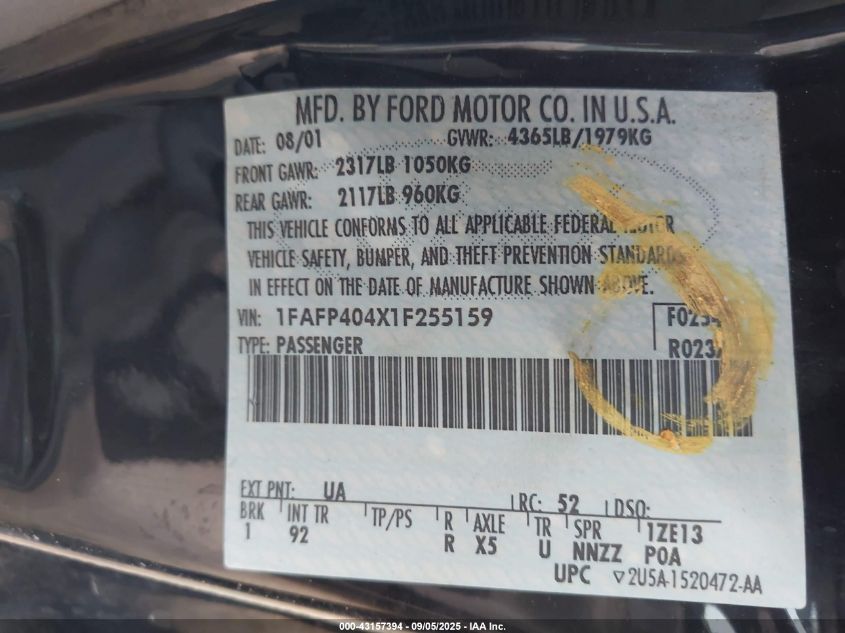 MFD. BY FORD MOTOR CO. IN U.S.A.
DATE: 08/01 GVWR: 4365LB/1979KG
FRONT GAWR: 2317LB 1050KG
REAR GAWR: 2117LB 960KG
THIS VEHICLE CONFORMS TO ALL APPLICABLE FEDERAL MOTOR
VEHICLE SAFETY, BUMPER, AND THEFT PREVENTION STANDARDS
IN EFFECT ON THE DATE OF MANUFACTURE SHOWN ABOVE.
VIN: 1FAFP404X1F255159
TYPE: PASSENGER
EXT PNT: UA RC: 52 DSO:
BRK INT TR TP/PS R AXLE TR SPR 1ZE13
1 92 R X5 U NNZZ POA
UPC ▽2U5A-1520472-AA
000-43157394 - 09/05/2025 - IAA Inc.